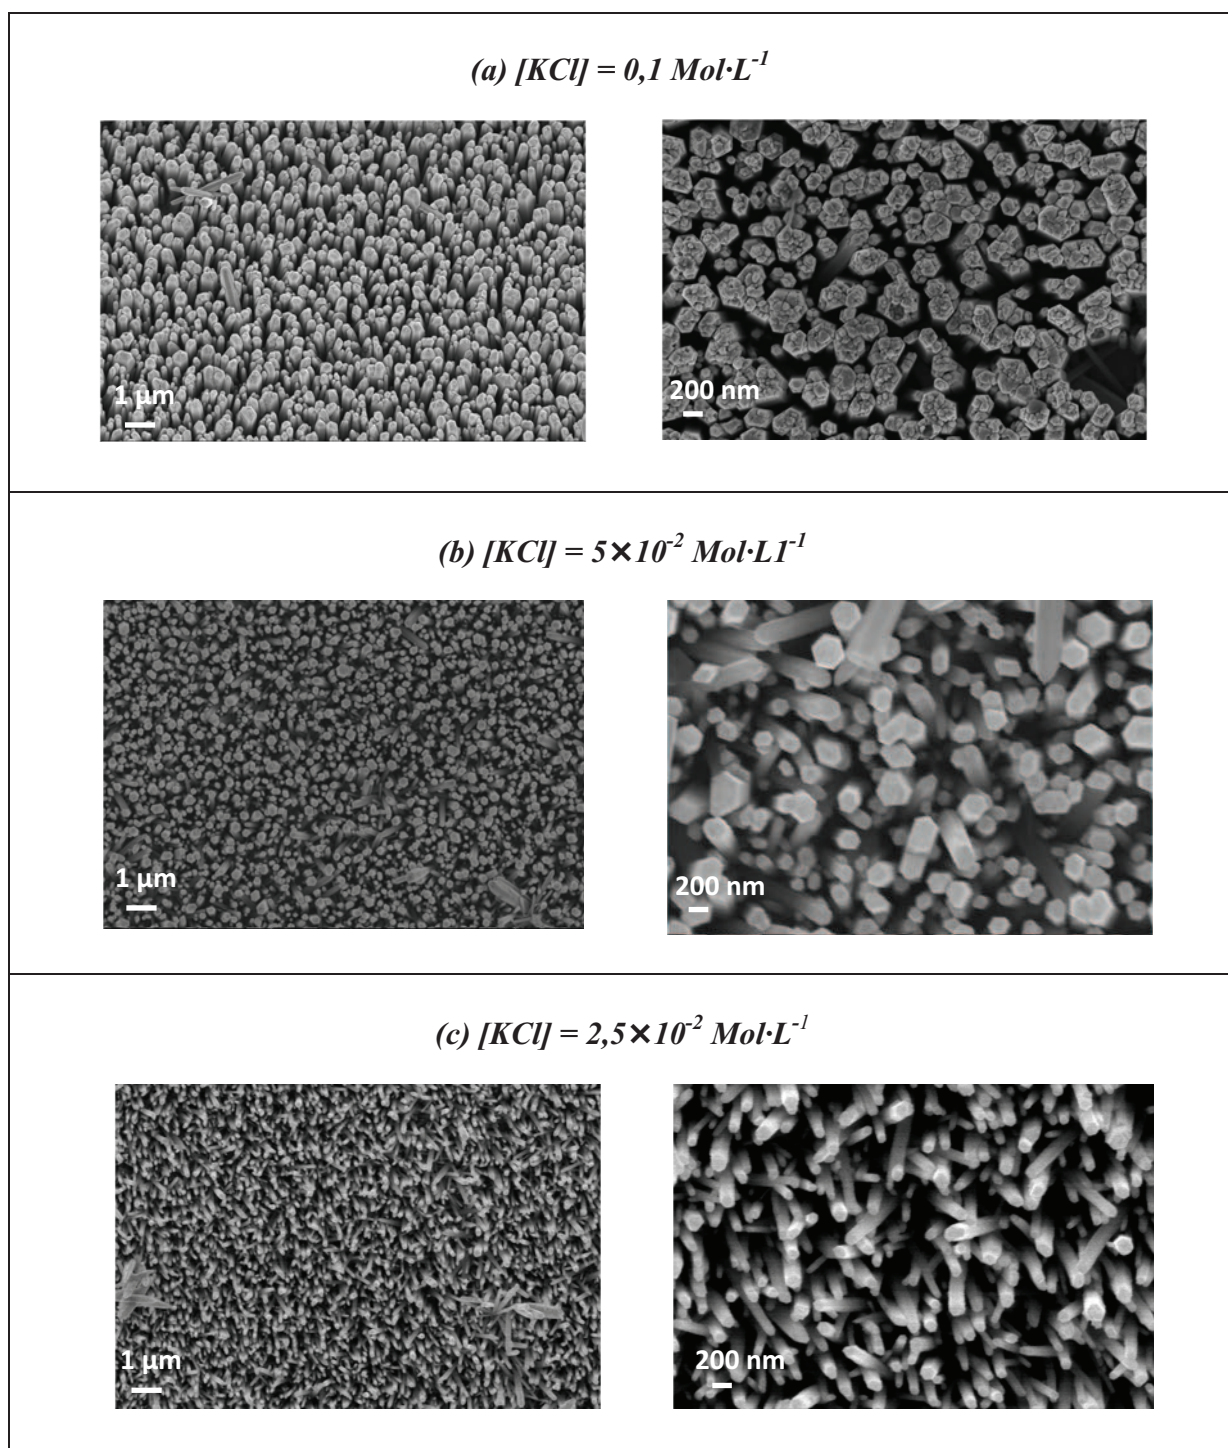 (a) [KCl] = 0,1 Mol·L⁻¹
1 µm
200 nm
(b) [KCl] = 5×10⁻² Mol·L1⁻¹
1 µm
200 nm
(c) [KCl] = 2,5×10⁻² Mol·L⁻¹
1 µm
200 nm